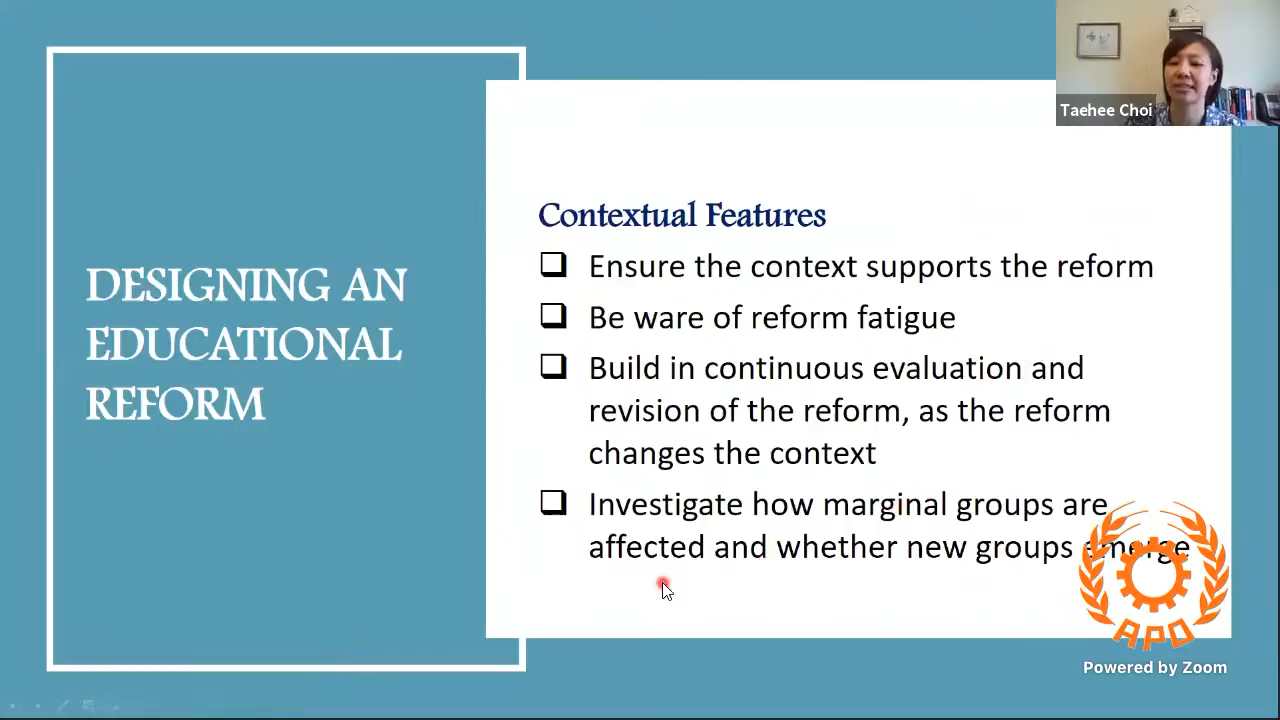 Taehee Choi
DESIGNING AN
EDUCATIONAL
REFORM
Contextual Features
Ensure the context supports the reform
Be ware of reform fatigue
Build in continuous evaluation and
revision of the reform, as the reform
changes the context
Investigate how marginal groups are
affected and whether new groups emerge
APO
Powered by Zoom